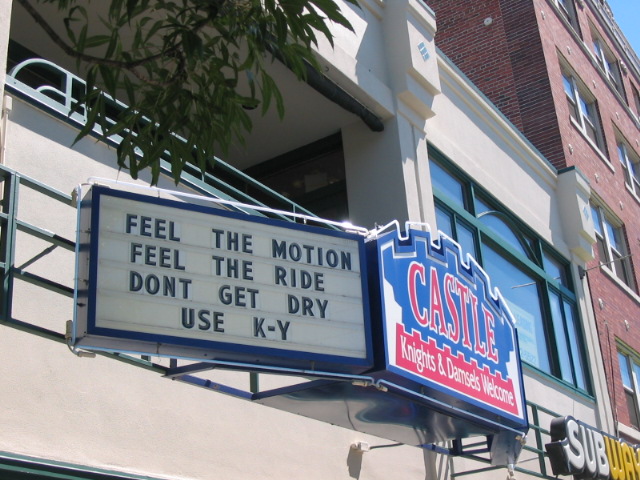 FEEL THE MOTION
FEEL THE RIDE
DONT GET DRY
USE K-Y
CASTLE
Knights & Damsels Welcome
SUBWAY